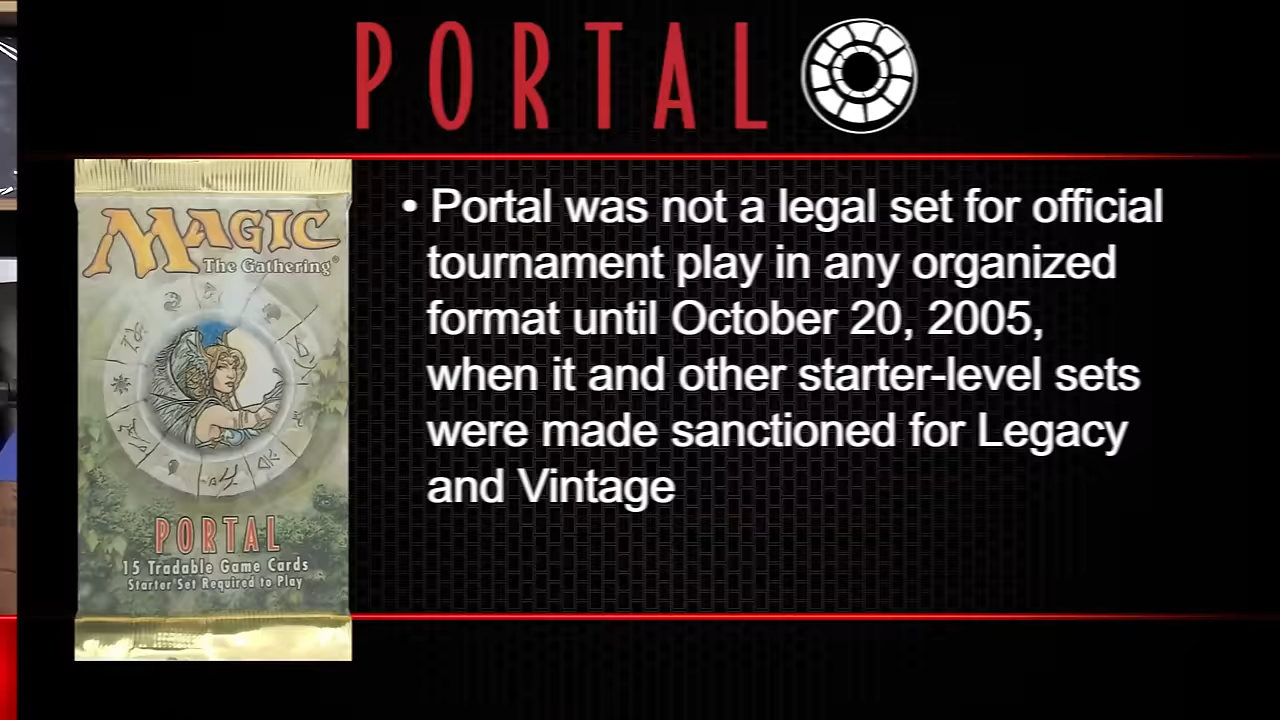 PORTAL
MAGIC
The Gathering®
PORTAL
15 Tradable Game Cards
Starter Set Required to Play
• Portal was not a legal set for official
tournament play in any organized
format until October 20, 2005,
when it and other starter-level sets
were made sanctioned for Legacy
and Vintage